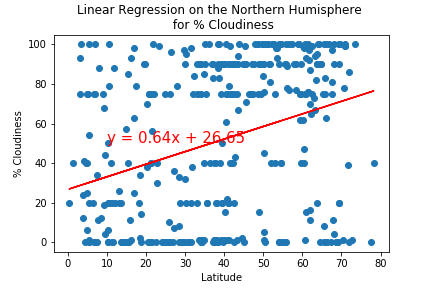 Linear Regression on the Northern Humisphere
for % Cloudiness
100
80
60
40
20
0
% Cloudiness
y = 0.64x + 26.65
0 10 20 30 40 50 60 70 80
Latitude